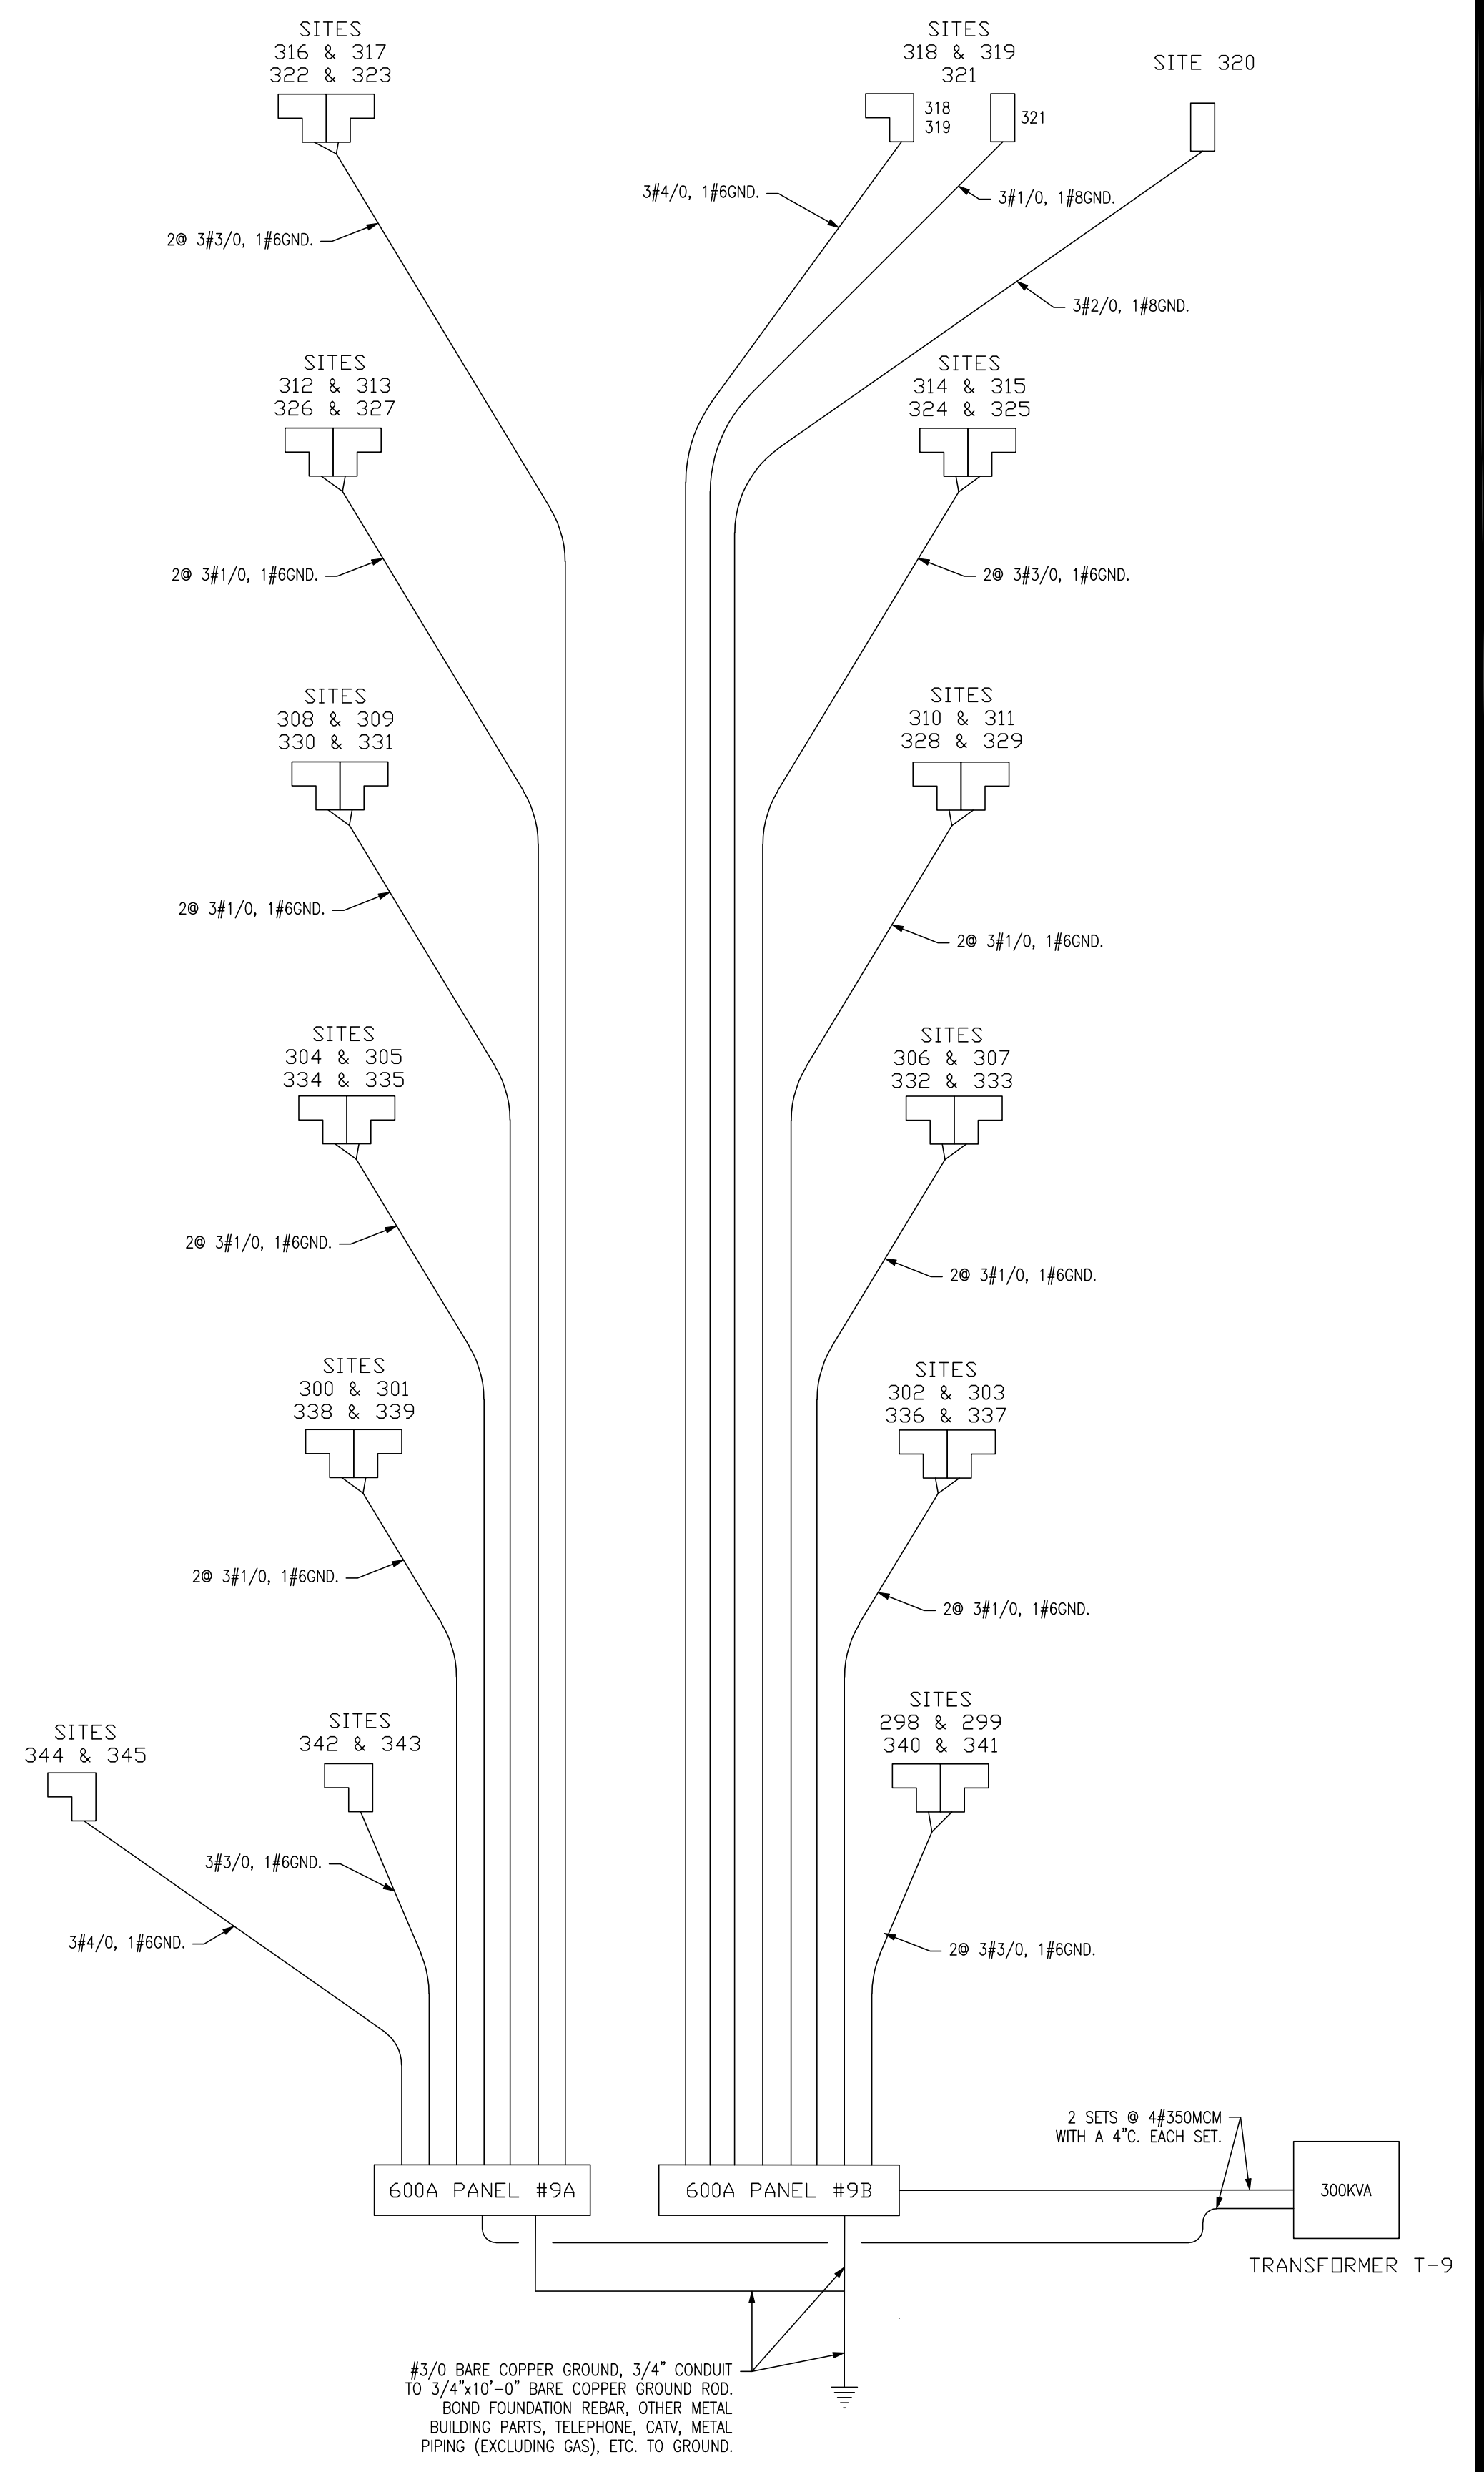 SITES
316 & 317
322 & 323
SITES
318 & 319
321
SITE 320
318
319
321
3#4/0, 1#6GND.
3#1/0, 1#8GND.
2@ 3#3/0, 1#6GND.
3#2/0, 1#8GND.
SITES
312 & 313
326 & 327
SITES
314 & 315
324 & 325
2@ 3#1/0, 1#6GND.
2@ 3#3/0, 1#6GND.
SITES
308 & 309
330 & 331
SITES
310 & 311
328 & 329
2@ 3#1/0, 1#6GND.
2@ 3#1/0, 1#6GND.
SITES
304 & 305
334 & 335
SITES
306 & 307
332 & 333
2@ 3#1/0, 1#6GND.
2@ 3#1/0, 1#6GND.
SITES
300 & 301
338 & 339
SITES
302 & 303
336 & 337
2@ 3#1/0, 1#6GND.
2@ 3#1/0, 1#6GND.
SITES
344 & 345
SITES
342 & 343
SITES
298 & 299
340 & 341
3#3/0, 1#6GND.
3#4/0, 1#6GND.
2@ 3#3/0, 1#6GND.
2 SETS @ 4#350MCM
WITH A 4"C. EACH SET.
600A PANEL #9A
600A PANEL #9B
300KVA
TRANSFORMER T-9
#3/0 BARE COPPER GROUND, 3/4" CONDUIT
TO 3/4"x10'-0" BARE COPPER GROUND ROD.
BOND FOUNDATION REBAR, OTHER METAL
BUILDING PARTS, TELEPHONE, CATV, METAL
PIPING (EXCLUDING GAS), ETC. TO GROUND.